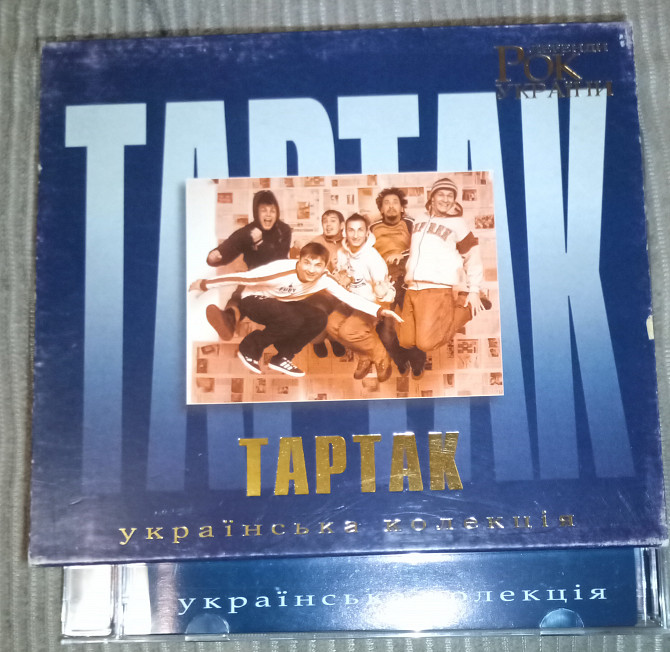 РОК
УКРАЇНИ
ТАРТАК
ТАРТАК
українська колекція
українська колекція